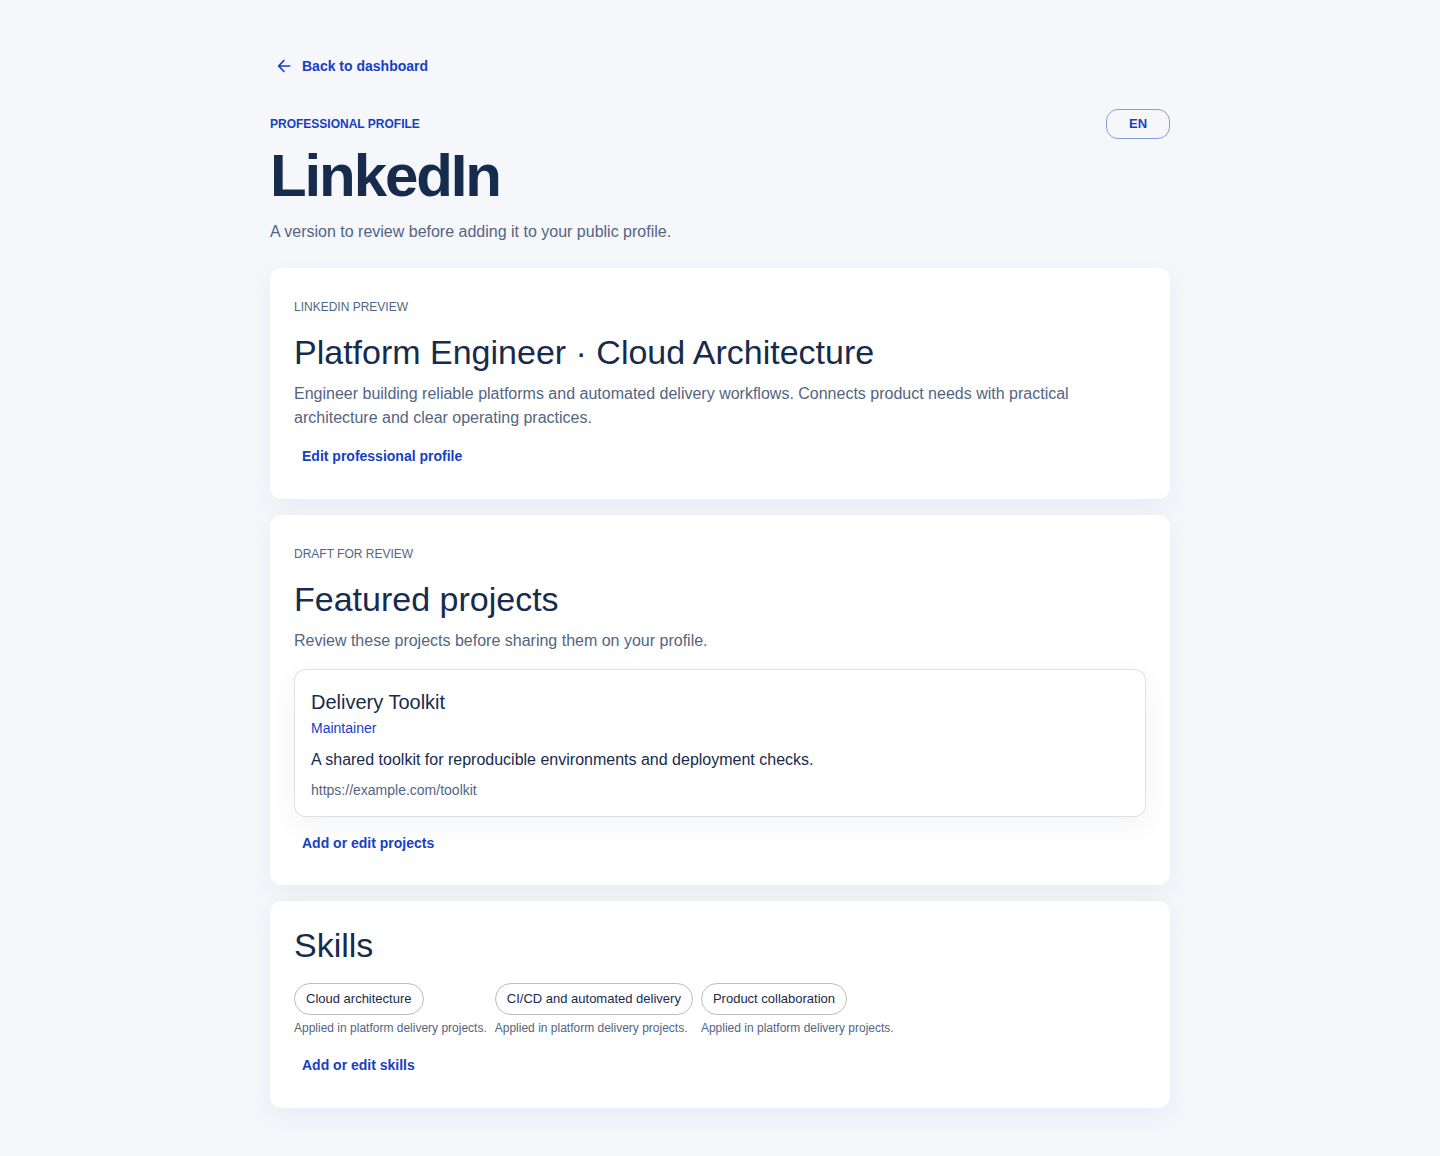 Back to dashboard
PROFESSIONAL PROFILE
EN
LinkedIn
A version to review before adding it to your public profile.
LINKEDIN PREVIEW
Platform Engineer · Cloud Architecture
Engineer building reliable platforms and automated delivery workflows. Connects product needs with practical
architecture and clear operating practices.
Edit professional profile
DRAFT FOR REVIEW
Featured projects
Review these projects before sharing them on your profile.
Delivery Toolkit
Maintainer
A shared toolkit for reproducible environments and deployment checks.
https://example.com/toolkit
Add or edit projects
Skills
Cloud architecture
Applied in platform delivery projects.
CI/CD and automated delivery
Applied in platform delivery projects.
Product collaboration
Applied in platform delivery projects.
Add or edit skills